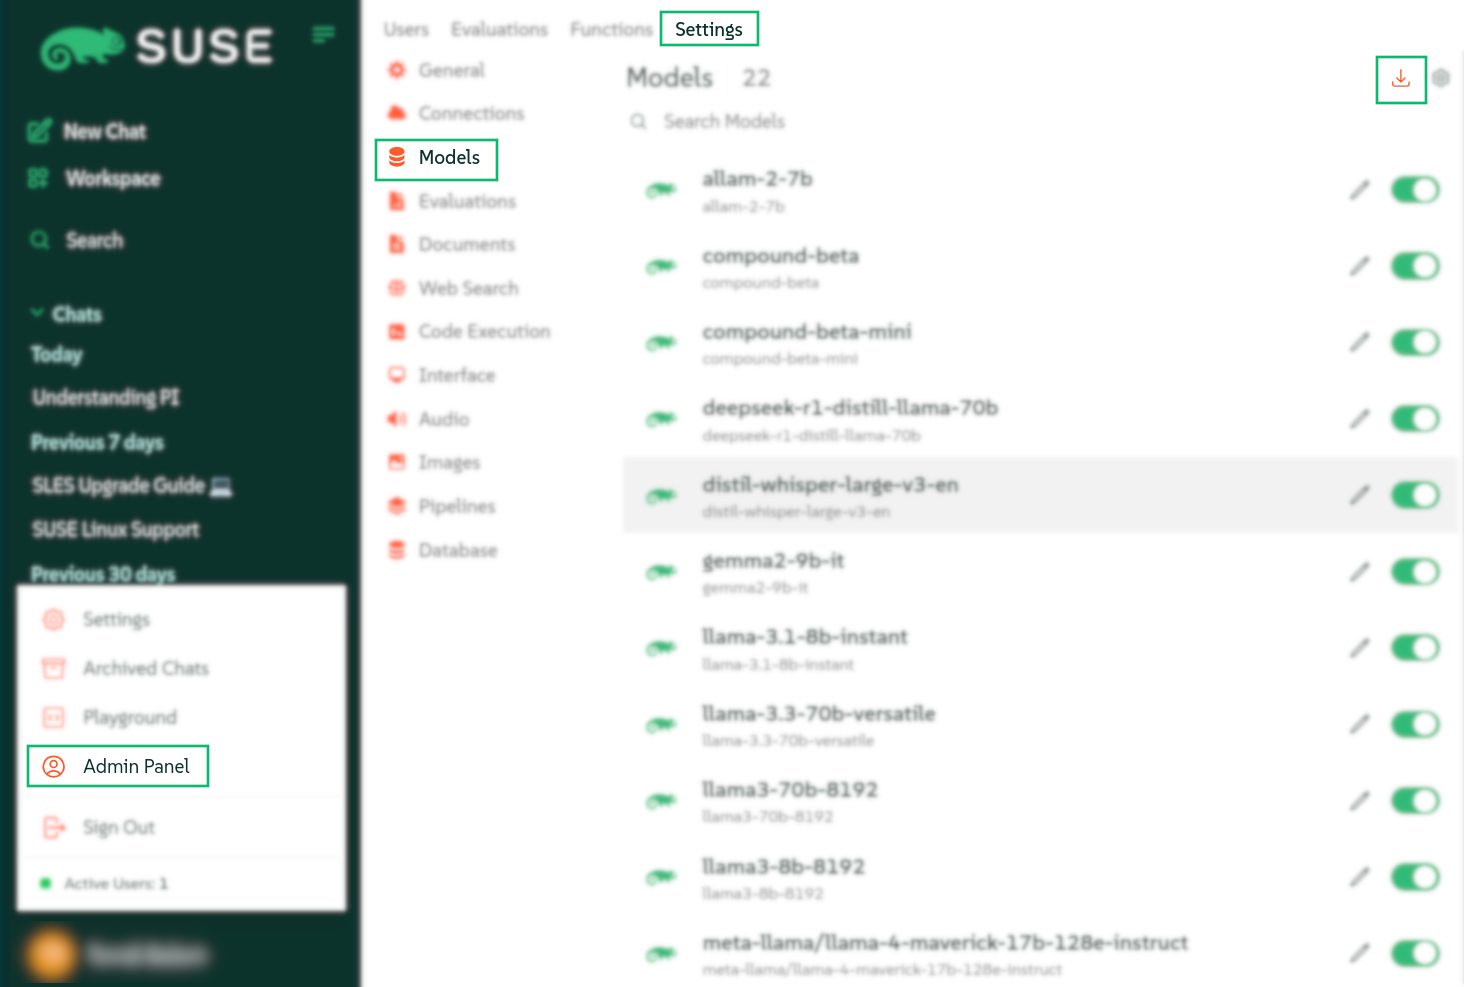 SUSE
New Chat
Workspace
Search
Chats
Today
Understanding PI
Previous 7 days
SLES Upgrade Guide 💻
SUSE Linux Support
Previous 30 days
Settings
Archived Chats
Playground
Admin Panel
Sign Out
Active Users: 1
Users Evaluations Functions Settings
General
Connections
Models
Evaluations
Documents
Web Search
Code Execution
Interface
Audio
Images
Pipelines
Database
Models 22
Search Models
allam-2-7b
allam-2-7b
compound-beta
compound-beta
compound-beta-mini
compound-beta-mini
deepseek-r1-distill-llama-70b
deepseek-r1-distill-llama-70b
distil-whisper-large-v3-en
distil-whisper-large-v3-en
gemma2-9b-it
gemma2-9b-it
llama-3.1-8b-instant
llama-3.1-8b-instant
llama-3.3-70b-versatile
llama-3.3-70b-versatile
llama3-70b-8192
llama3-70b-8192
llama3-8b-8192
llama3-8b-8192
meta-llama/llama-4-maverick-17b-128e-instruct
meta-llama/llama-4-maverick-17b-128e-instruct